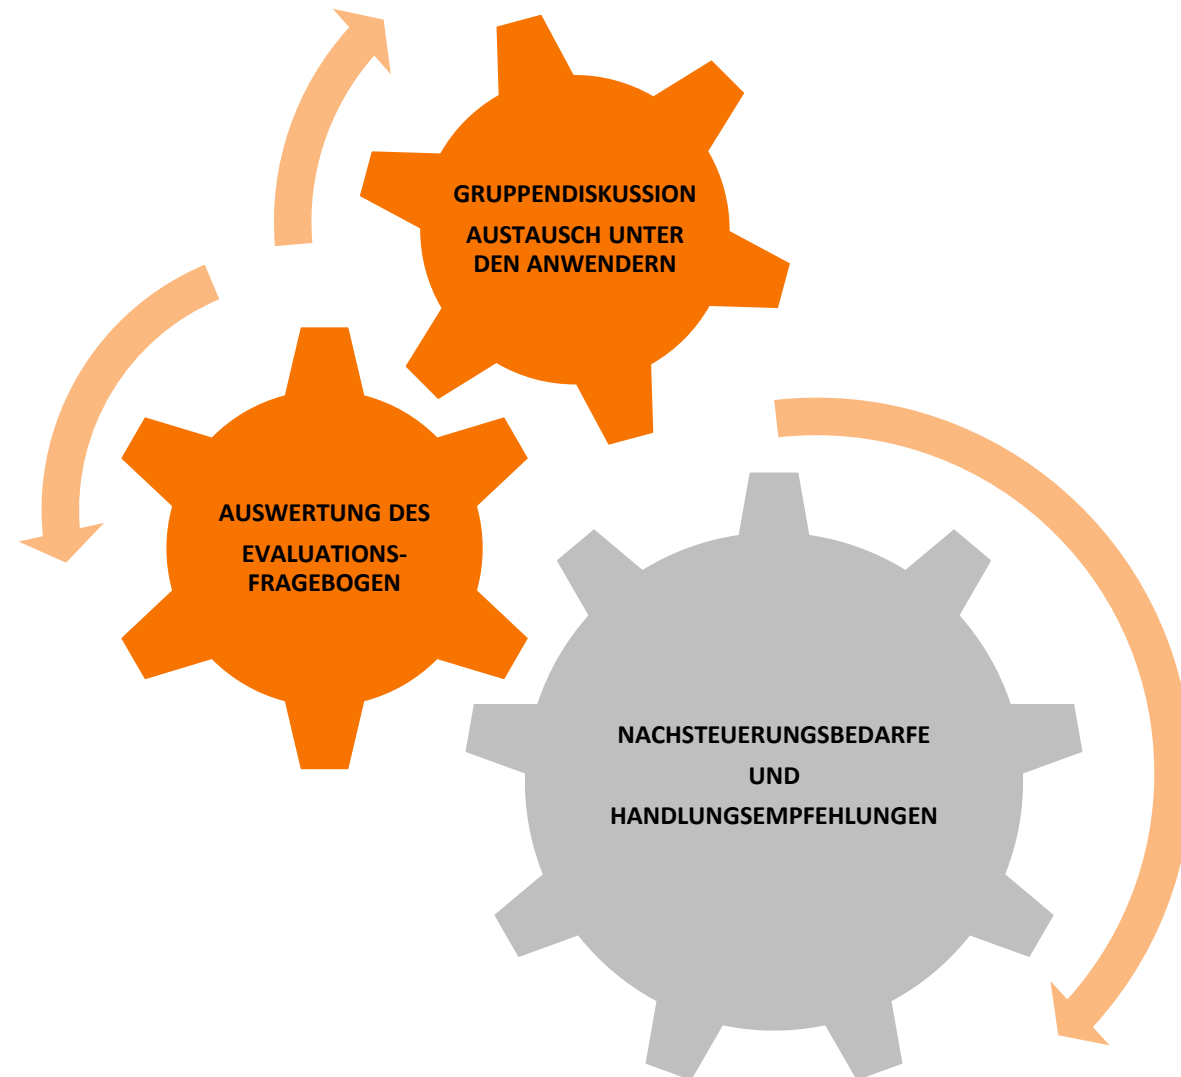 GRUPPENDISKUSSION
AUSTAUSCH UNTER
DEN ANWENDERN
AUSWERTUNG DES
EVALUATIONS-
FRAGEBOGEN
NACHSTEUERUNGSBEDARFE
UND
HANDLUNGSEMPFEHLUNGEN